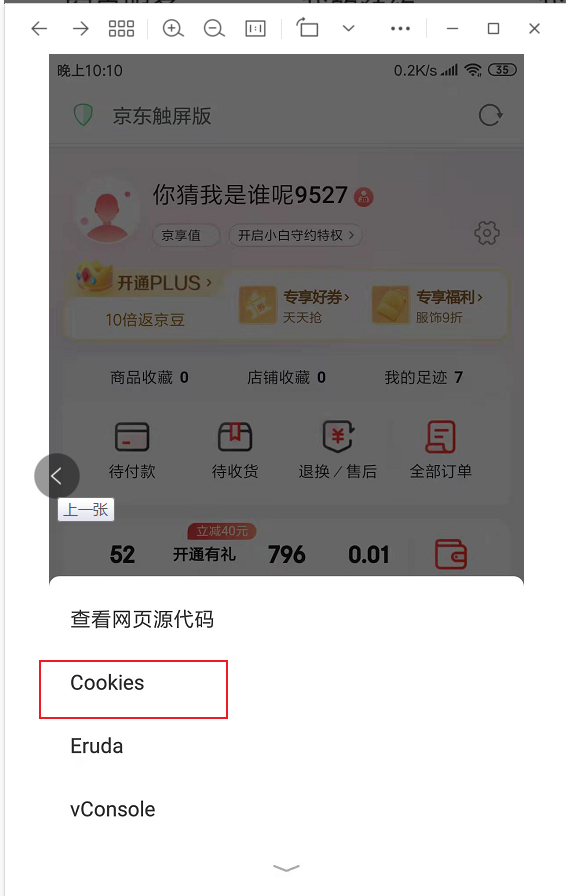 晚上10:10 0.2K/s 35
京东触屏版
你猜我是谁呢9527
京享值 开启小白守约特权 >
开通PLUS > 专享好券> 专享福利>
10倍返京豆 天天抢 服饰9折
商品收藏 0 店铺收藏 0 我的足迹 7
待付款 待收货 退换/售后 全部订单
上一张
立减40元
52 开通有礼 796 0.01
查看网页源代码
Cookies
Eruda
vConsole